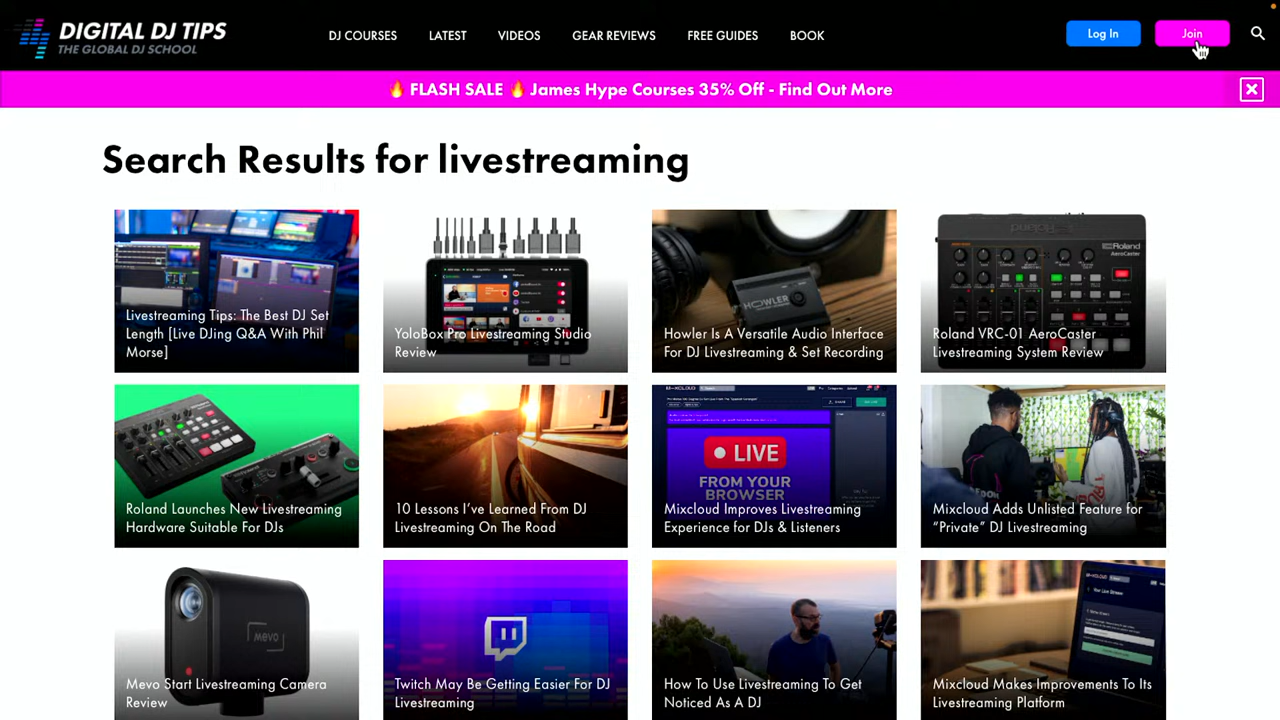 DIGITAL DJ TIPS
THE GLOBAL DJ SCHOOL
DJ COURSES
LATEST
VIDEOS
GEAR REVIEWS
FREE GUIDES
BOOK
Log In
Join
🔥 FLASH SALE 🔥 James Hype Courses 35% Off - Find Out More
Search Results for livestreaming
Livestreaming Tips: The Best DJ Set
Length [Live DJing Q&A With Phil
Morse]
YoloBox Pro Livestreaming Studio
Review
HOWLER
Howler Is A Versatile Audio Interface
For DJ Livestreaming & Set Recording
Roland
AeroCaster
Roland VRC-01 AeroCaster
Livestreaming System Review
Roland Launches New Livestreaming
Hardware Suitable For DJs
10 Lessons I've Learned From DJ
Livestreaming On The Road
LIVE
FROM YOUR
BROWSER
Mixcloud Improves Livestreaming
Experience for DJs & Listeners
Mixcloud Adds Unlisted Feature for
“Private” DJ Livestreaming
mevo
Mevo Start Livestreaming Camera
Review
Twitch May Be Getting Easier For DJ
Livestreaming
How To Use Livestreaming To Get
Noticed As A DJ
Mixcloud Makes Improvements To Its
Livestreaming Platform